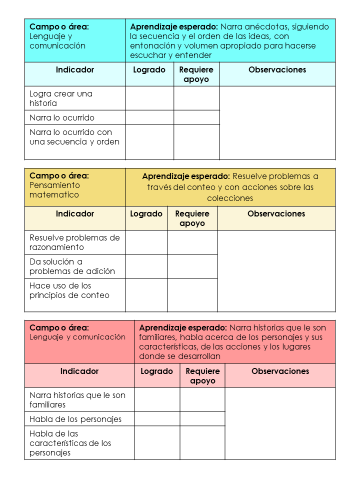 Campo o área:
Lenguaje y
comunicación
Aprendizaje esperado: Narra anécdotas, siguiendo
la secuencia y el orden de las ideas, con
entonación y volumen apropiado para hacerse
escuchar y entender
Indicador Logrado Requiere Observaciones
apoyo
Logra crear una
historia
Narra lo ocurrido
Narra lo ocurrido con
una secuencia y orden
Campo o área:
Pensamiento
matematico
Aprendizaje esperado: Resuelve problemas a
través del conteo y con acciones sobre las
colecciones
Indicador Logrado Requiere Observaciones
apoyo
Resuelve problemas de
razonamiento
Da solución a
problemas de adición
Hace uso de los
principios de conteo
Campo o área:
Lenguaje y comunicación
Aprendizaje esperado: Narra historias que le son
familiares, habla acerca de los personajes y sus
características, de las acciones y los lugares
donde se desarrollan
Indicador Logrado Requiere Observaciones
apoyo
Narra historias que le son
familiares
Habla de los personajes
Habla de las
características de los
personajes